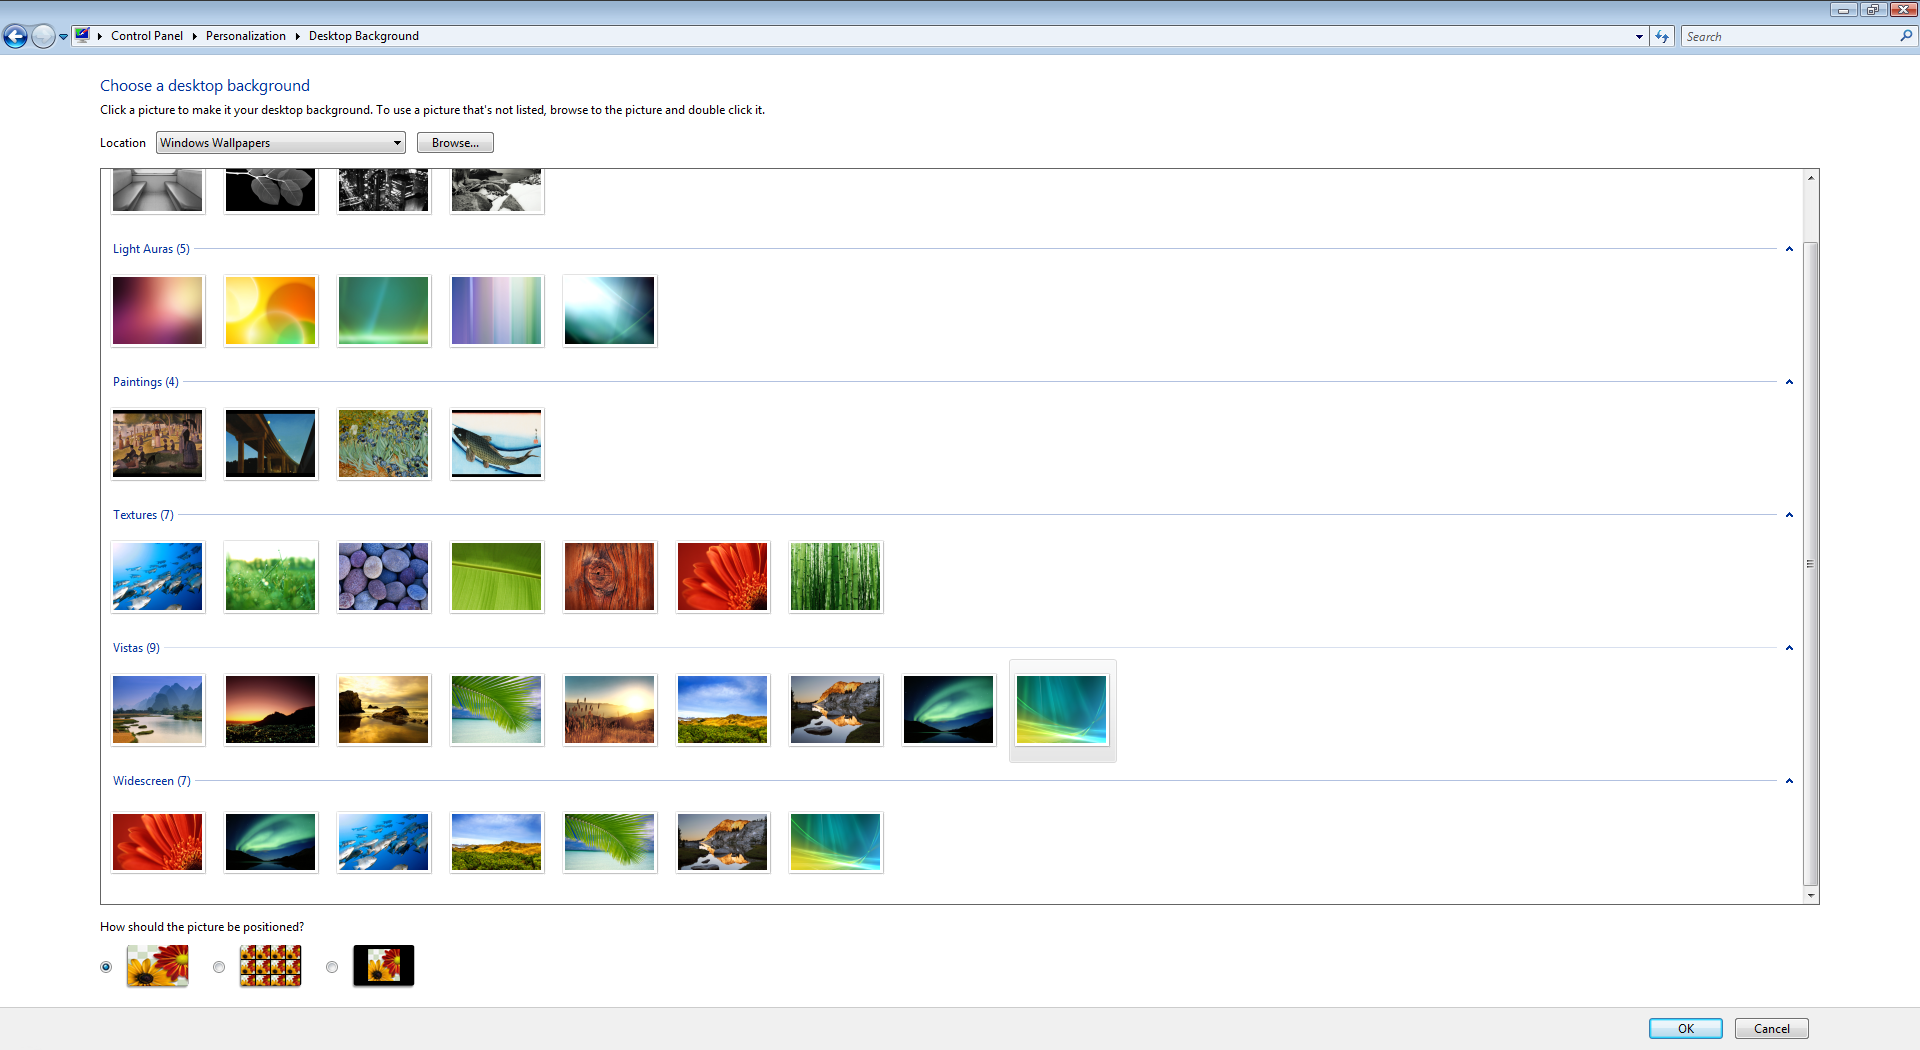 Control Panel Personalization Desktop Background
Search
Choose a desktop background
Click a picture to make it your desktop background. To use a picture that's not listed, browse to the picture and double click it.
Location Windows Wallpapers Browse...
Light Auras (5)
Paintings (4)
Textures (7)
Vistas (9)
Widescreen (7)
How should the picture be positioned?
OK Cancel